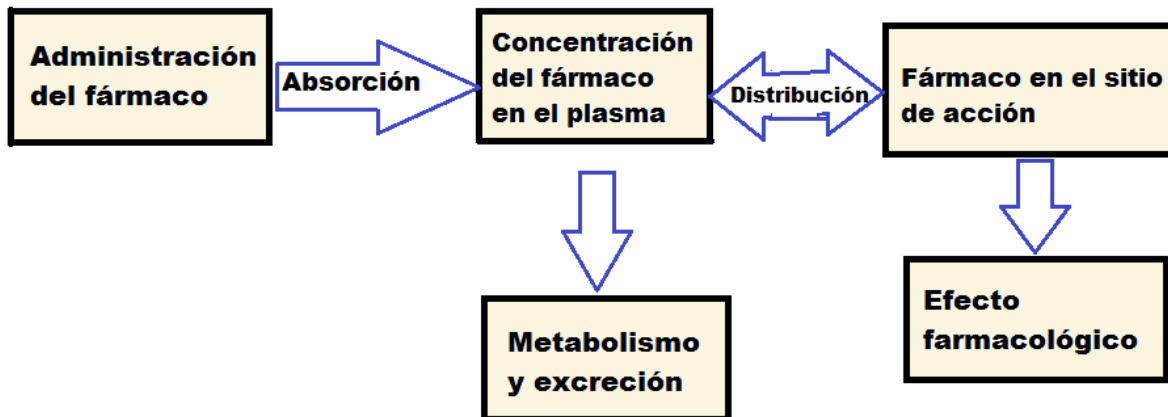 Administración
del fármaco
Absorción
Concentración
del fármaco
en el plasma
Distribución
Fármaco en el sitio
de acción
Metabolismo
y excreción
Efecto
farmacológico